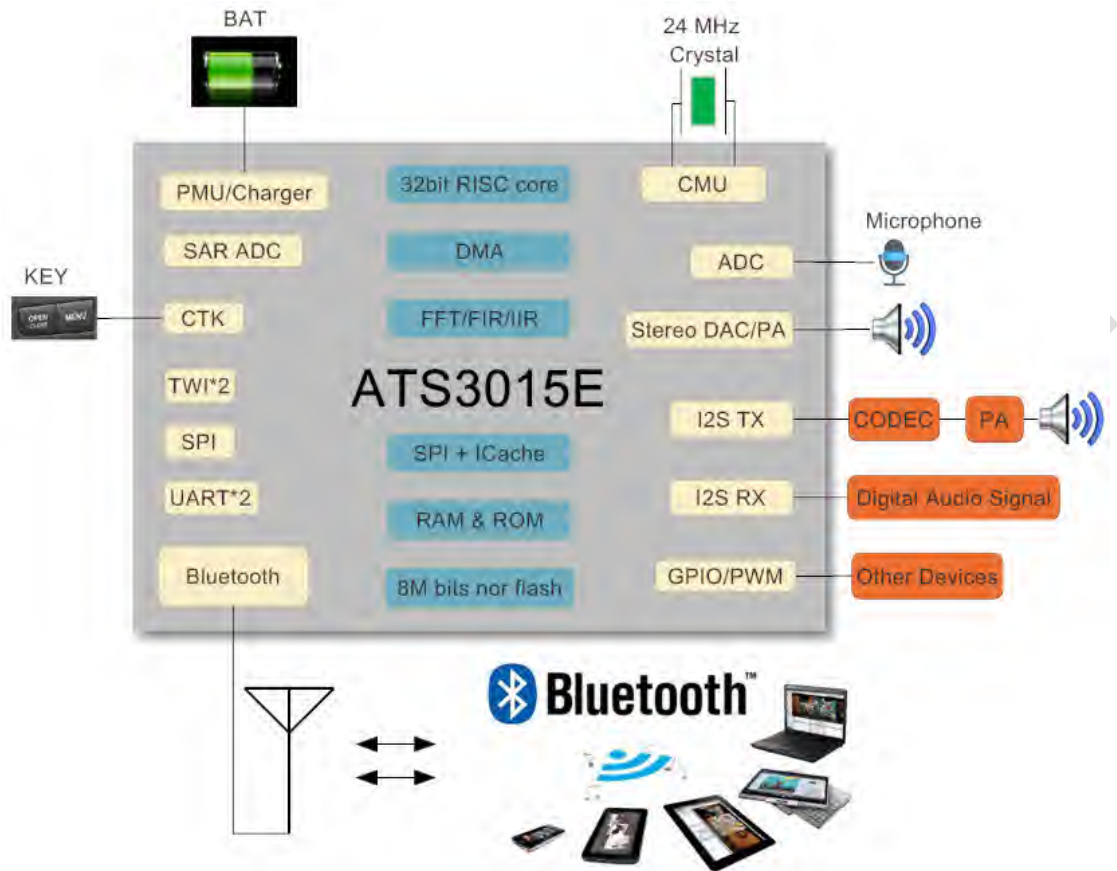 BAT
24 MHz
Crystal
PMU/Charger
32bit RISC core
CMU
SAR ADC
DMA
ADC
Microphone
KEY
OPEN
MENU
CTK
FFT/FIR/IIR
Stereo DAC/PA
ATS3015E
TWI*2
I2S TX
CODEC
PA
SPI
SPI + ICache
UART*2
I2S RX
Digital Audio Signal
RAM & ROM
Bluetooth
8M bits nor flash
GPIO/PWM
Other Devices
Bluetooth™